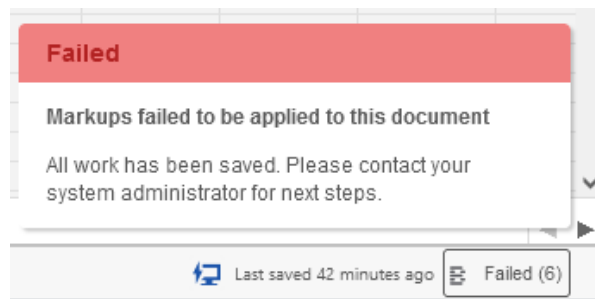 Failed
Markups failed to be applied to this document
All work has been saved. Please contact your
system administrator for next steps.
Last saved 42 minutes ago
Failed (6)